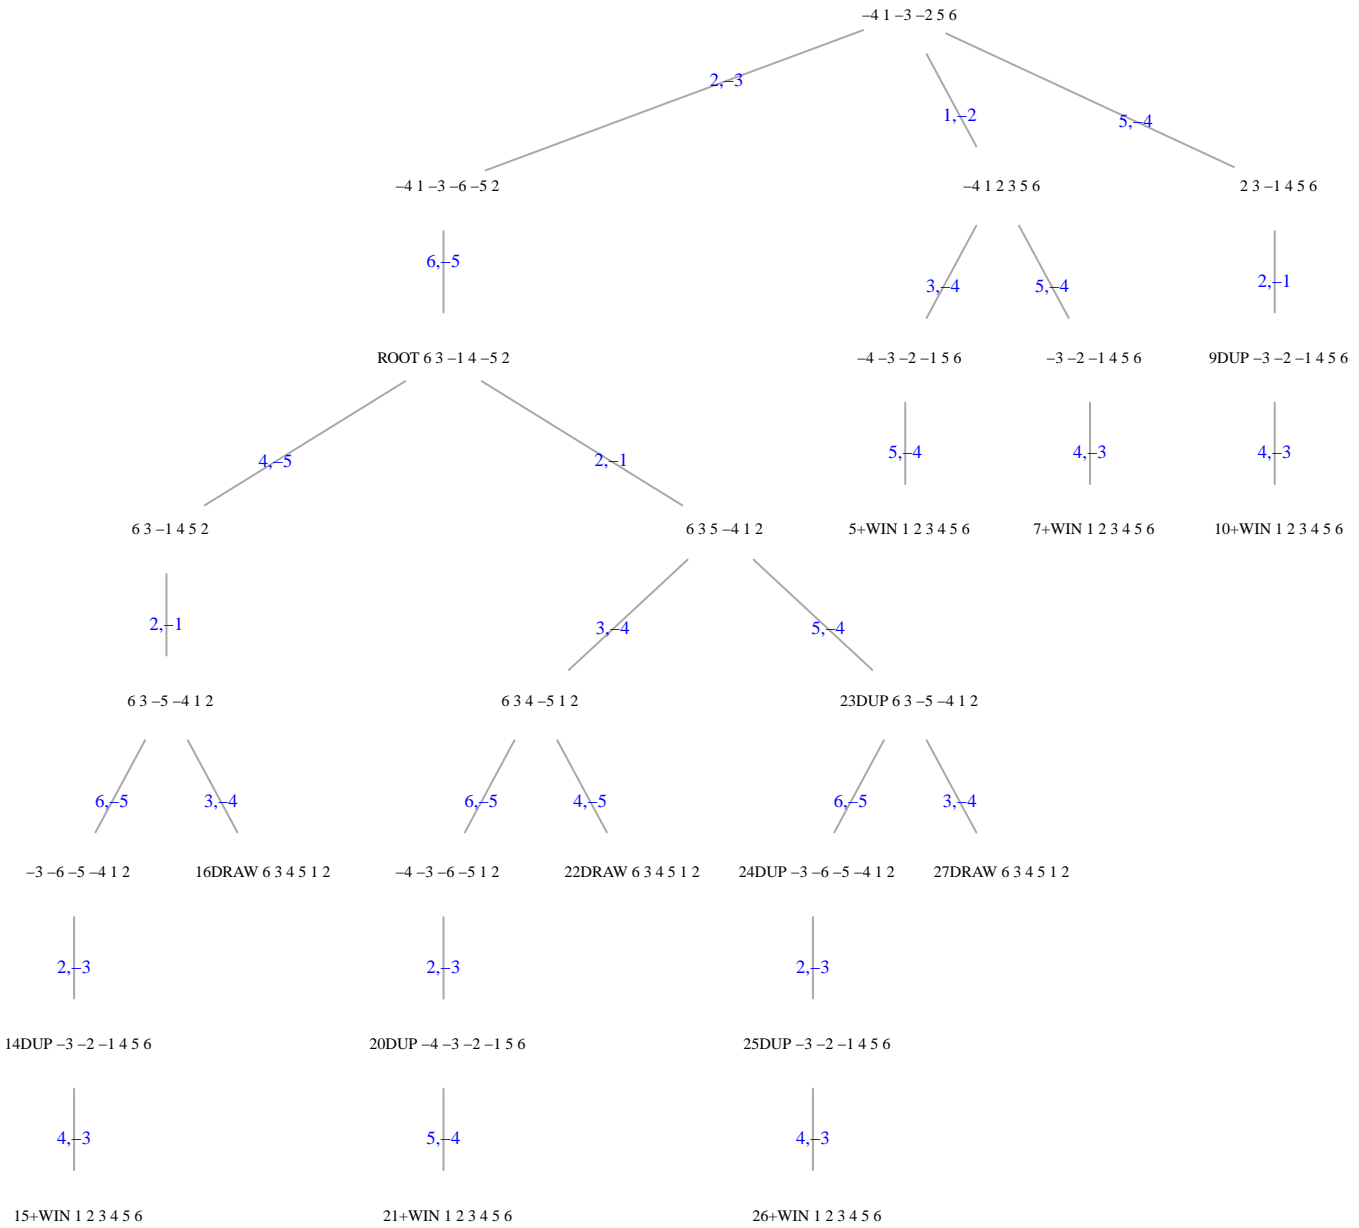 −4 1 −3 −2 5 6
2,−3
1,−2
5,−4
−4 1 −3 −6 −5 2
−4 1 2 3 5 6
2 3 −1 4 5 6
6,−5
3,−4
5,−4
2,−1
ROOT 6 3 −1 4 −5 2
−4 −3 −2 −1 5 6
−3 −2 −1 4 5 6
9DUP −3 −2 −1 4 5 6
4,−5
2,−1
5,−4
4,−3
4,−3
6 3 −1 4 5 2
6 3 5 −4 1 2
5+WIN 1 2 3 4 5 6
7+WIN 1 2 3 4 5 6
10+WIN 1 2 3 4 5 6
2,−1
3,−4
5,−4
6 3 −5 −4 1 2
6 3 4 −5 1 2
23DUP 6 3 −5 −4 1 2
6,−5
3,−4
6,−5
4,−5
6,−5
3,−4
−3 −6 −5 −4 1 2
16DRAW 6 3 4 5 1 2
−4 −3 −6 −5 1 2
22DRAW 6 3 4 5 1 2
24DUP −3 −6 −5 −4 1 2
27DRAW 6 3 4 5 1 2
2,−3
2,−3
2,−3
14DUP −3 −2 −1 4 5 6
20DUP −4 −3 −2 −1 5 6
25DUP −3 −2 −1 4 5 6
4,−3
5,−4
4,−3
15+WIN 1 2 3 4 5 6
21+WIN 1 2 3 4 5 6
26+WIN 1 2 3 4 5 6